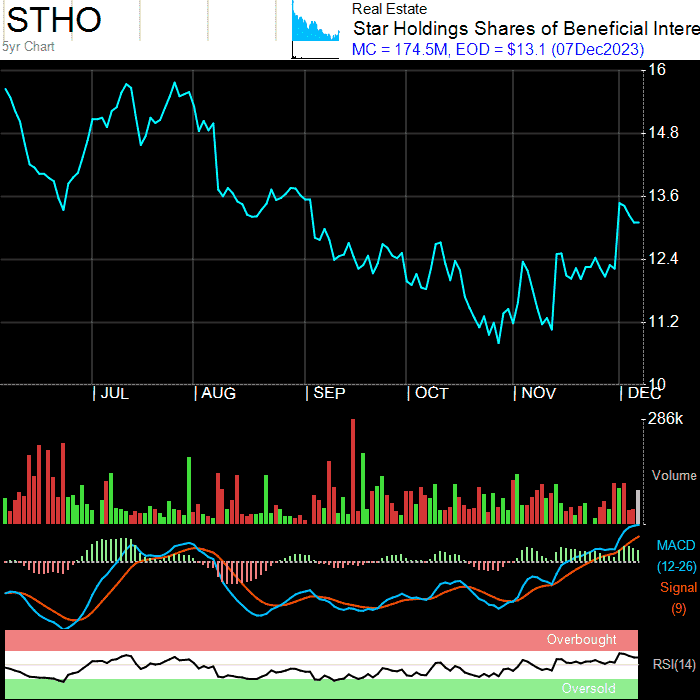 STHO
5yr Chart
Real Estate
Star Holdings Shares of Beneficial Intere
MC = 174.5M, EOD = $13.1 (07Dec2023)
16
14.8
13.6
12.4
11.2
10
JUL AUG SEP OCT NOV DEC
286k
Volume
MACD
(12-26)
Signal
(9)
Overbought
RSI(14)
Oversold